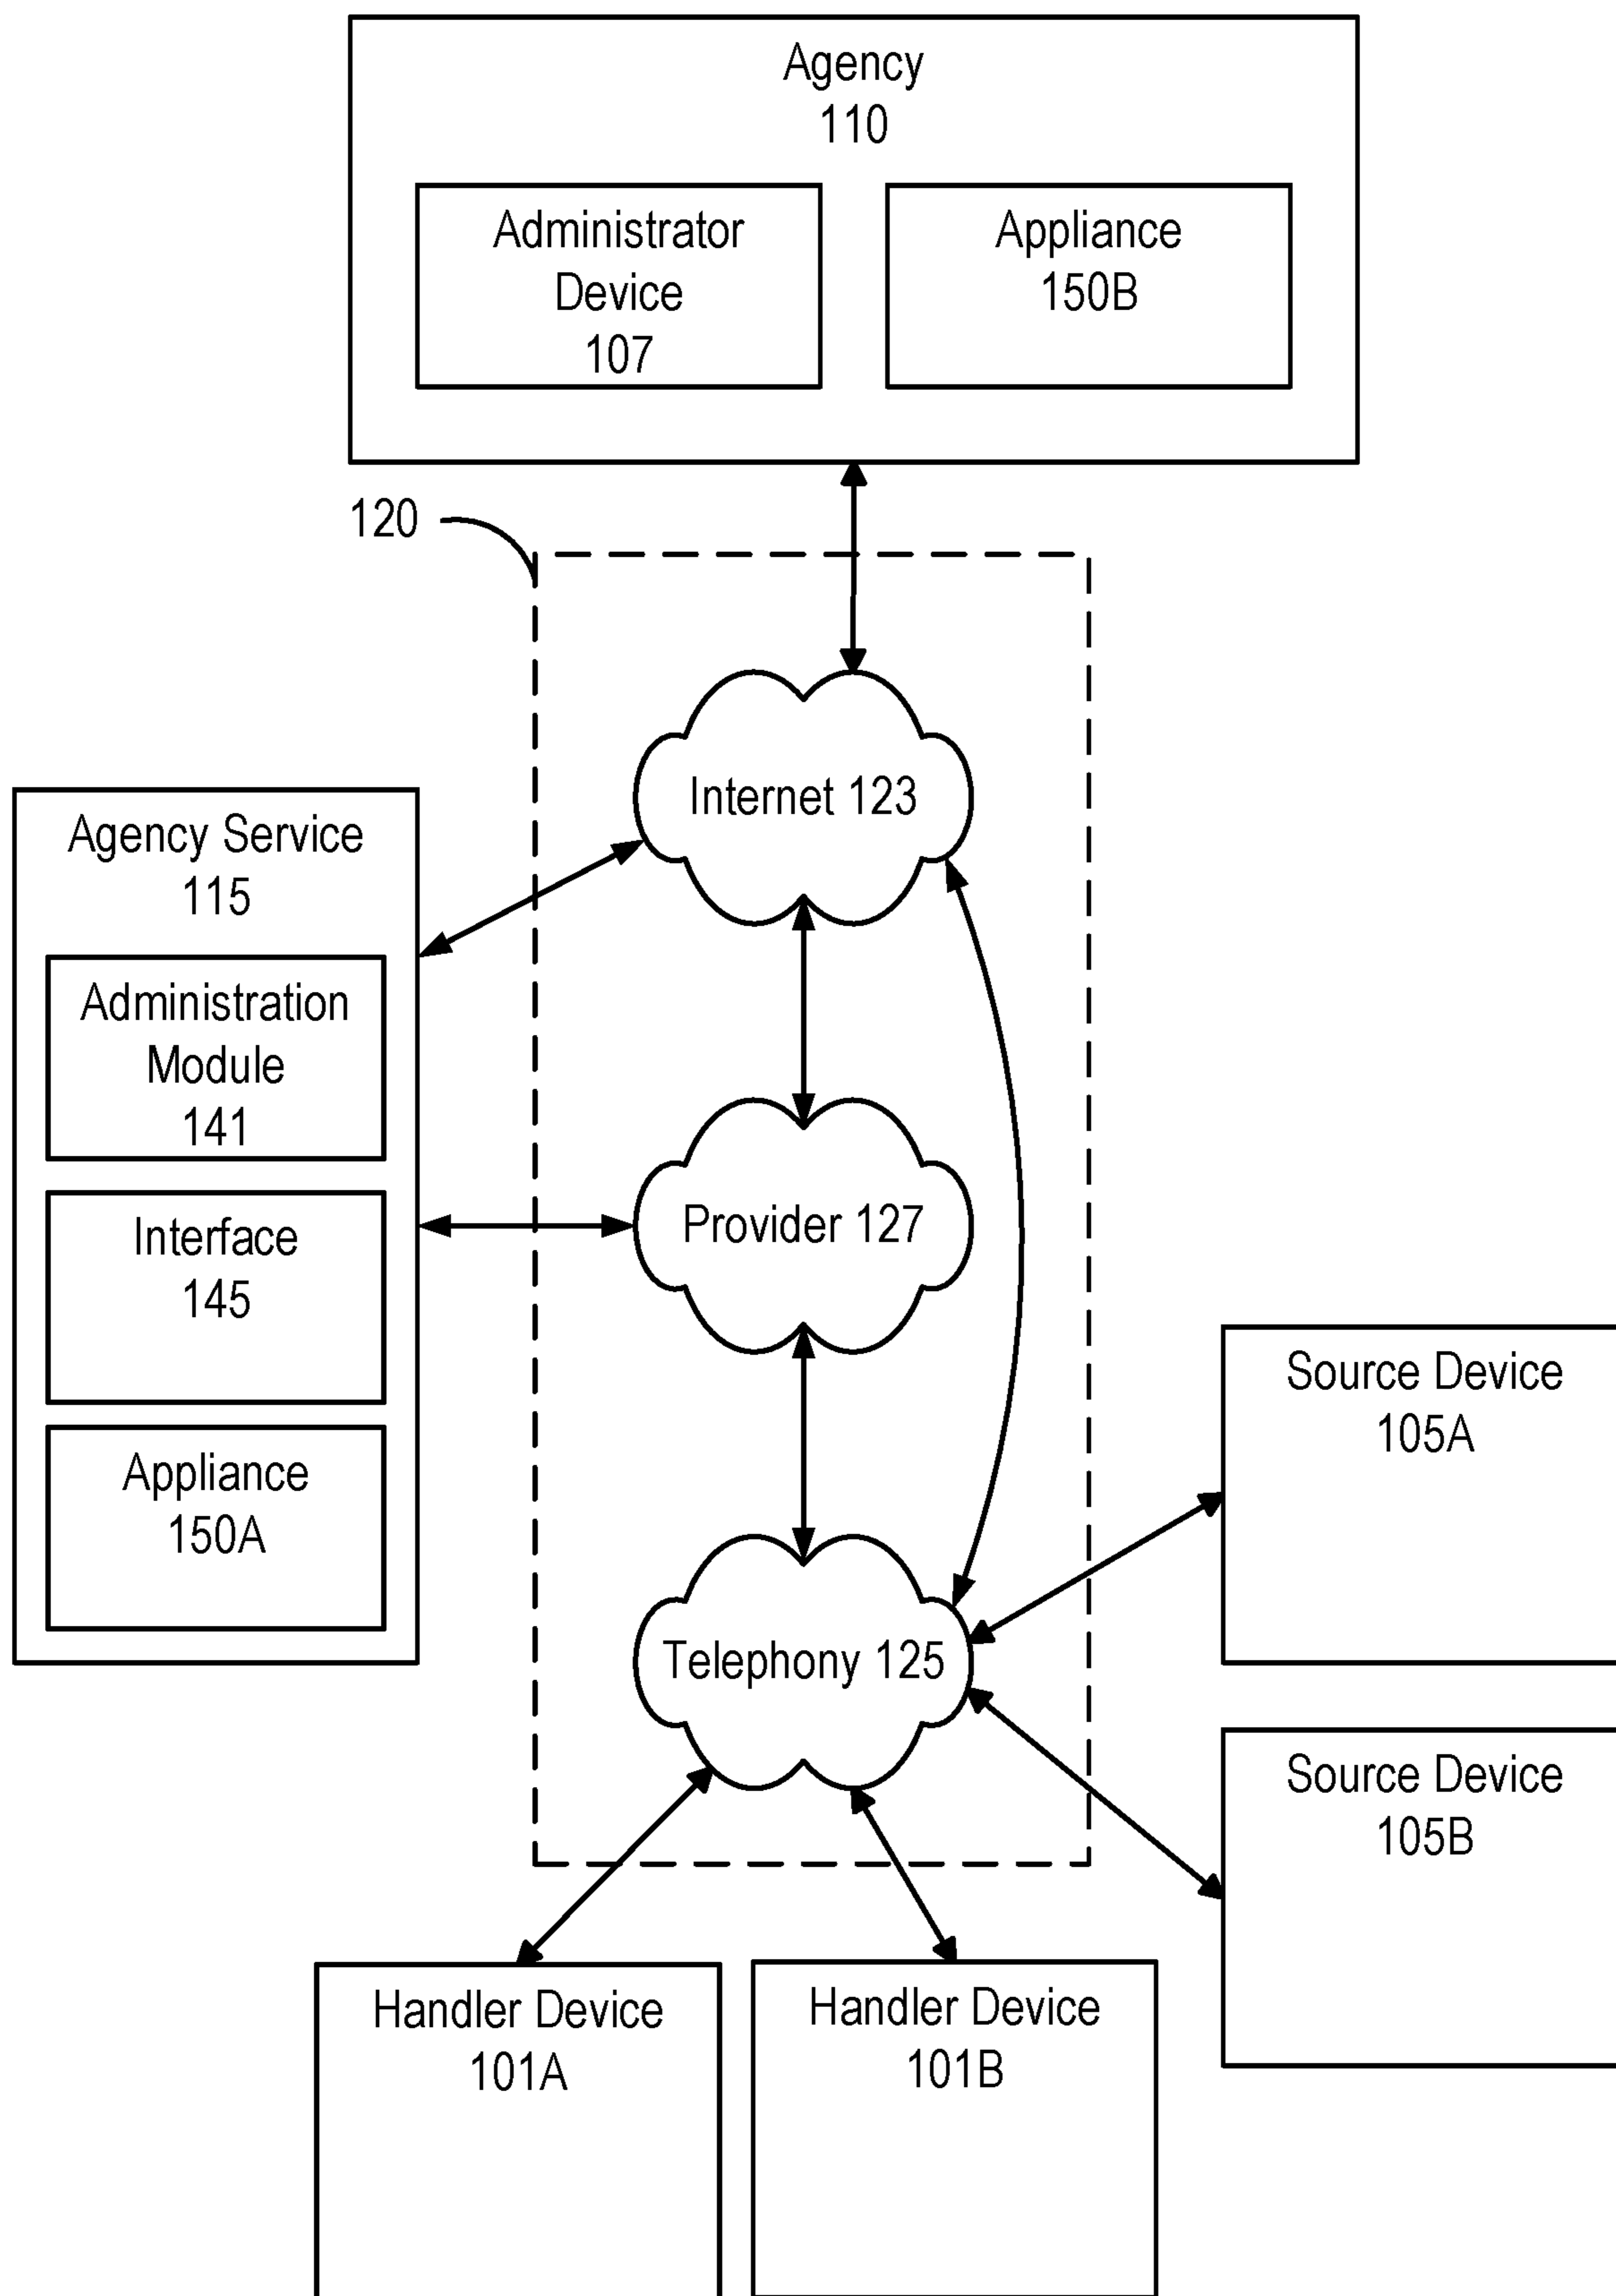 Agency
110
Administrator
Device
107
Appliance
150B
120
Internet 123
Agency Service
115
Administration
Module
141
Interface
145
Appliance
150A
Provider 127
Telephony 125
Source Device
105A
Source Device
105B
Handler Device
101A
Handler Device
101B